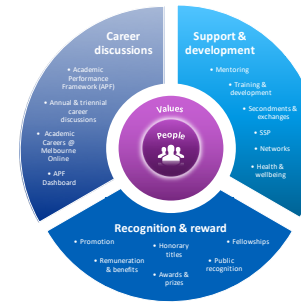 Career
discussions
• Academic
Performance
Framework (APF)
• Annual & triennial
career
discussions
• Academic
Careers @
Melbourne
Online
• APF
Dashboard
Support &
development
• Mentoring
• Training &
development
• Secondments &
exchanges
• SSP
• Networks
• Health &
wellbeing
Values
People
Recognition & reward
• Promotion
• Remuneration
& benefits
• Honorary
titles
• Awards &
prizes
• Fellowships
• Public
recognition